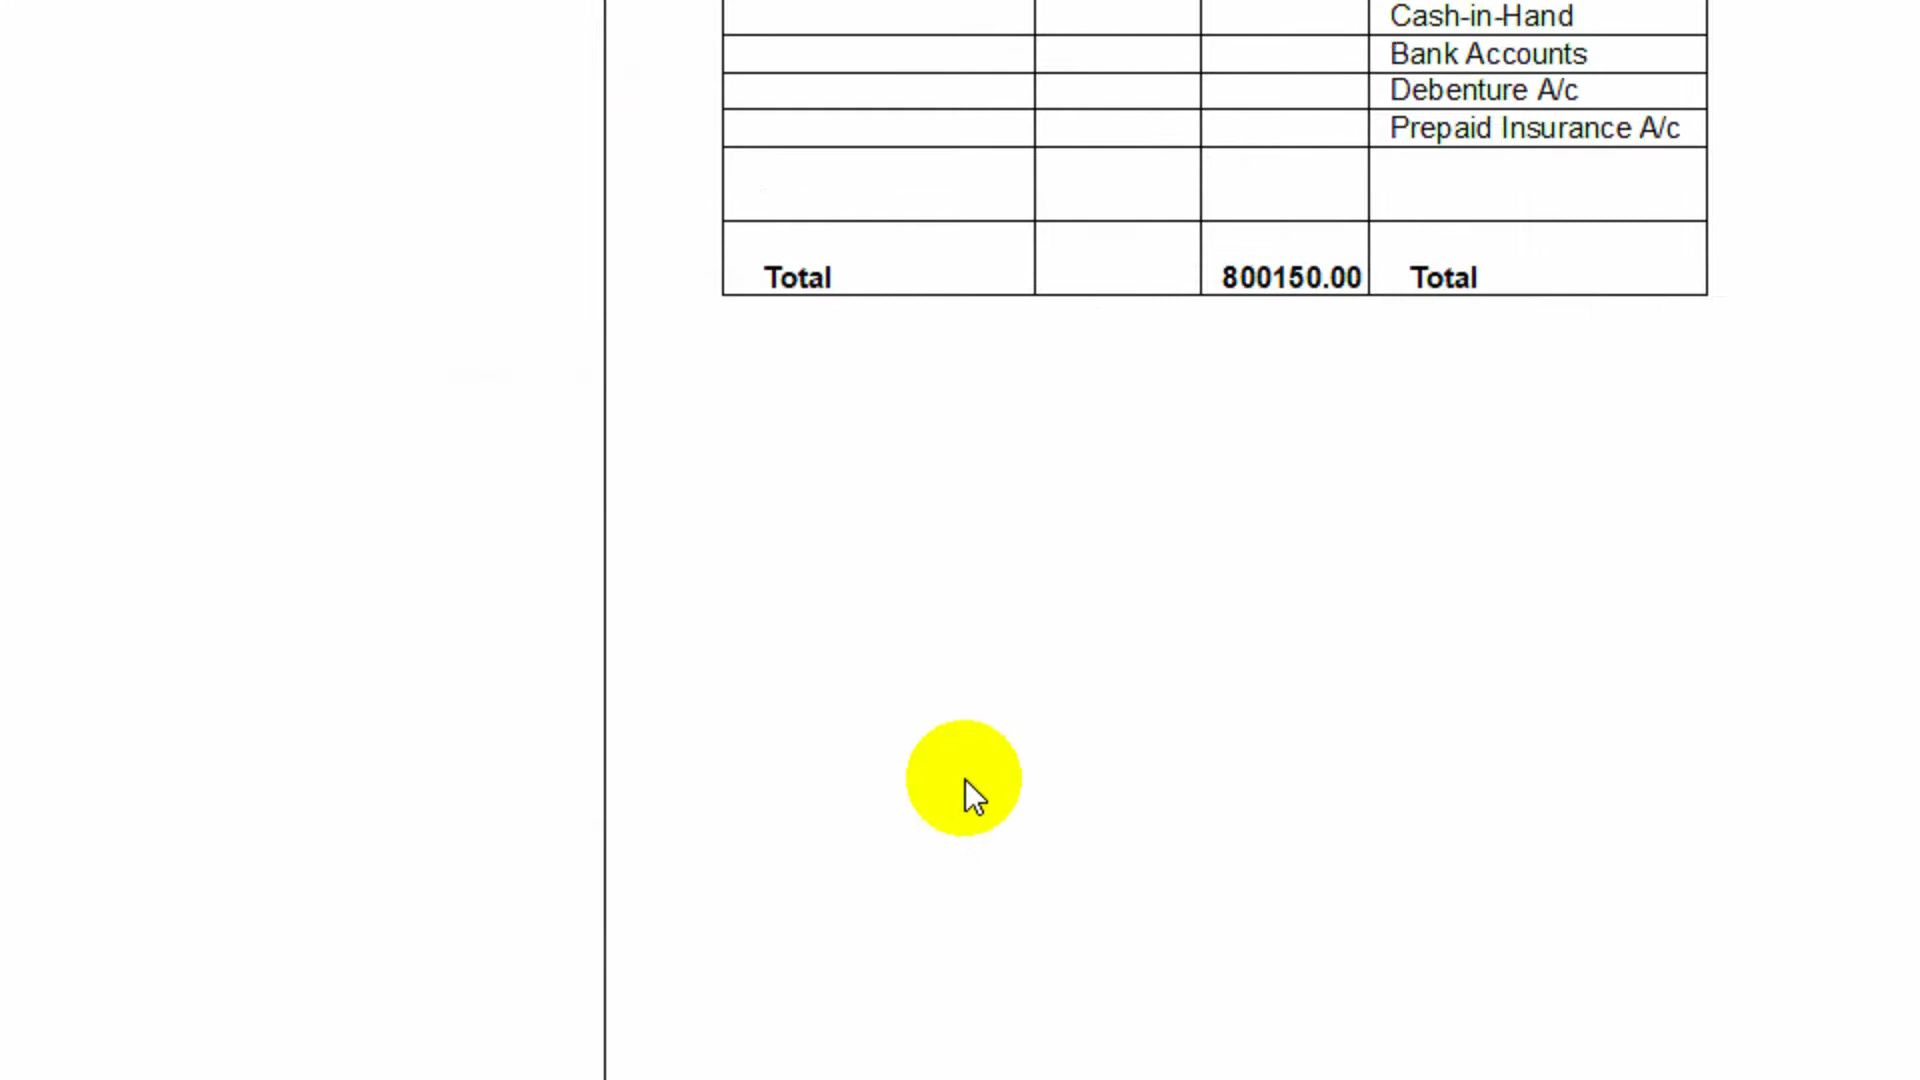 Cash-in-Hand
Bank Accounts
Debenture A/c
Prepaid Insurance A/c
Total 800150.00 Total